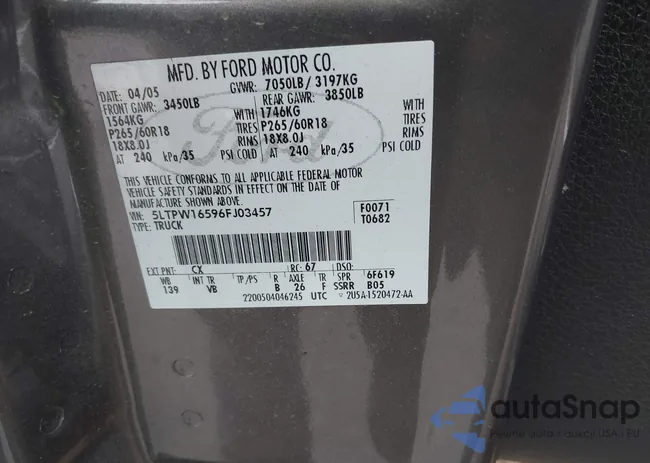 MFD. BY FORD MOTOR CO.
DATE: 04/05 GVWR: 7050LB/ 3197KG
FRONT GAWR: 3450LB REAR GAWR: 3850LB
1564KG WITH 1746KG WITH
P265/60R18 TIRES P265/60R18 TIRES
18X8.0J RIMS 18X8.0J RIMS
AT 240 kPa/35 PSI COLD AT 240 kPa/35 PSI COLD
THIS VEHICLE CONFORMS TO ALL APPLICABLE FEDERAL MOTOR
VEHICLE SAFETY STANDARDS IN EFFECT ON THE DATE OF
MANUFACTURE SHOWN ABOVE.
VIN: 5LTPW16596FJ03457 F0071
TYPE: TRUCK T0682
EXT PNT: CX RC: 67 DSO:
WB INT TR TP/PS R AXLE TR SPR 6F619
139 VB B 26 F SSRR B05
2200504046245 UTC 2U5A-1520472-AA
Ford
autaSnap